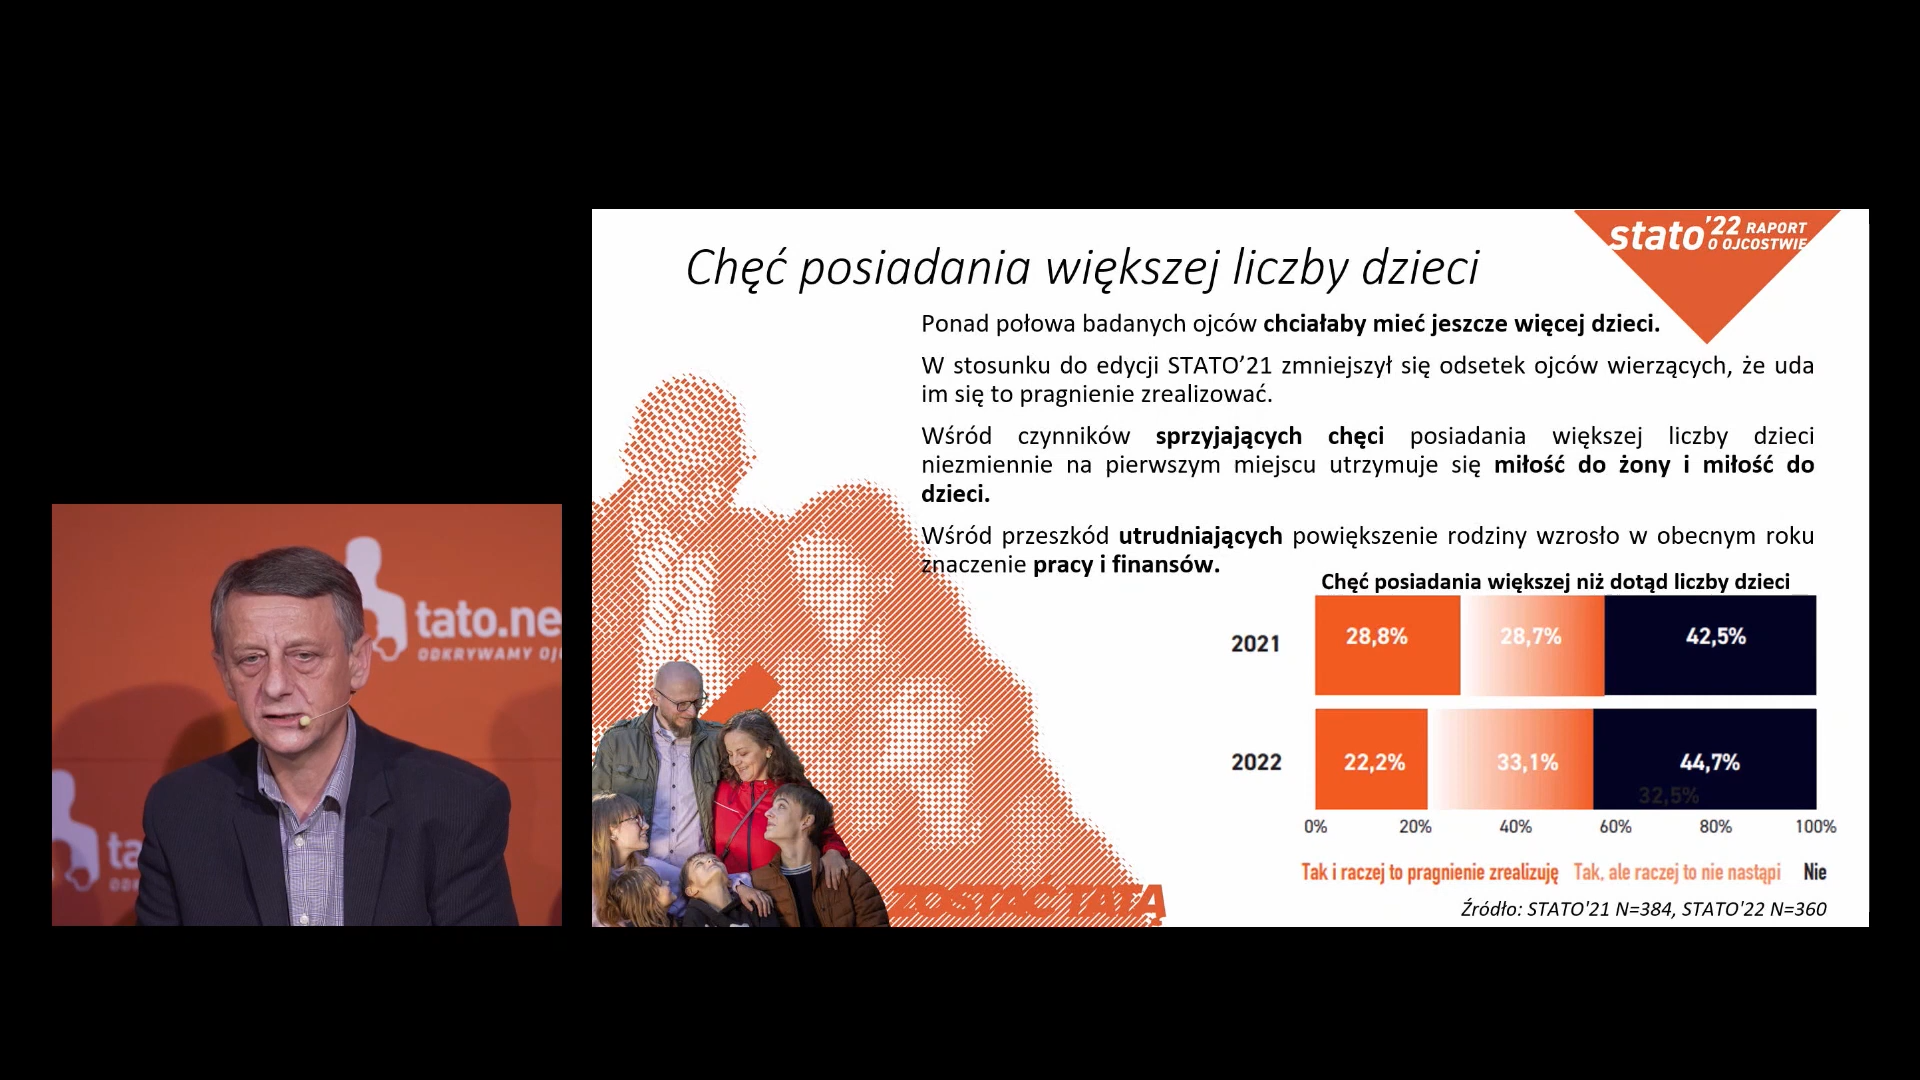 Chęć posiadania większej liczby dzieci
stato'22 RAPORT
O OJCOSTWIE
Ponad połowa badanych ojców chciałaby mieć jeszcze więcej dzieci.
W stosunku do edycji STATO’21 zmniejszył się odsetek ojców wierzących, że uda
im się to pragnienie zrealizować.
Wśród czynników sprzyjających chęci posiadania większej liczby dzieci
niezmiennie na pierwszym miejscu utrzymuje się miłość do żony i miłość do
dzieci.
Wśród przeszkód utrudniających powiększenie rodziny wzrosło w obecnym roku
znaczenie pracy i finansów.
Chęć posiadania większej niż dotąd liczby dzieci
2021 28,8% 28,7% 42,5%
2022 22,2% 33,1% 44,7%
32,5%
0% 20% 40% 60% 80% 100%
Tak i raczej to pragnienie zrealizuję Tak, ale raczej to nie nastąpi Nie
Źródło: STATO'21 N=384, STATO'22 N=360
ZOSTAĆ TATĄ
tato.ne
ODKRYWAMY OJ
ta